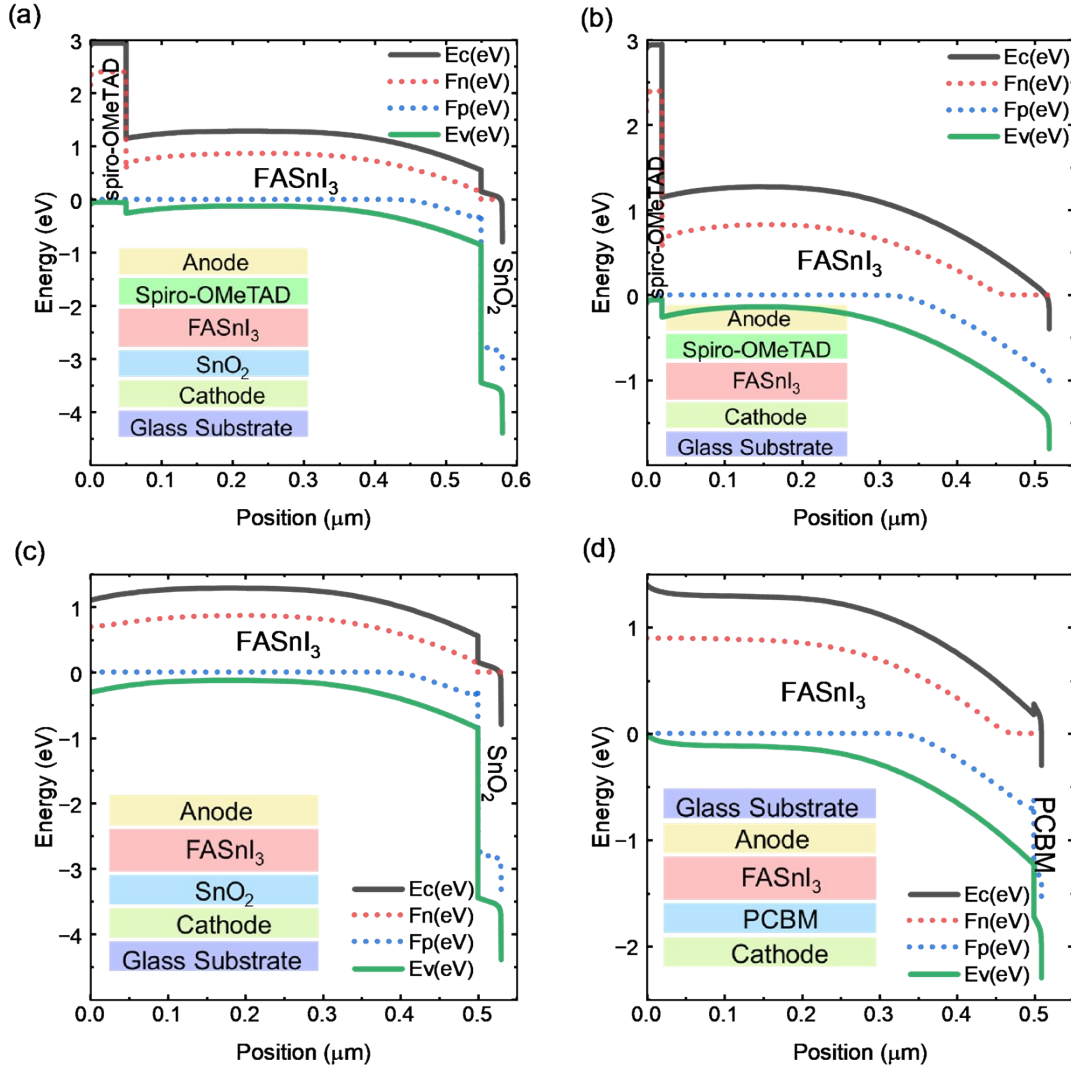 (a)
3
2
1
0
−1
−2
−3
−4
Energy (eV)
spiro-OMeTAD
Ec(eV)
Fn(eV)
Fp(eV)
Ev(eV)
FASnI3
SnO2
Anode
Spiro-OMeTAD
FASnI3
SnO2
Cathode
Glass Substrate
0.0 0.1 0.2 0.3 0.4 0.5 0.6
Position (μm)
(b)
3
2
1
0
−1
Energy (eV)
spiro-OMeTAD
Ec(eV)
Fn(eV)
Fp(eV)
Ev(eV)
FASnI3
Anode
Spiro-OMeTAD
FASnI3
Cathode
Glass Substrate
0.0 0.1 0.2 0.3 0.4 0.5
Position (μm)
(c)
1
0
−1
−2
−3
−4
Energy (eV)
FASnI3
SnO2
Anode
FASnI3
SnO2
Cathode
Glass Substrate
Ec(eV)
Fn(eV)
Fp(eV)
Ev(eV)
0.0 0.1 0.2 0.3 0.4 0.5
Position (μm)
(d)
1
0
−1
−2
Energy (eV)
FASnI3
PCBM
Glass Substrate
Anode
FASnI3
PCBM
Cathode
Ec(eV)
Fn(eV)
Fp(eV)
Ev(eV)
0.0 0.1 0.2 0.3 0.4 0.5
Position (μm)